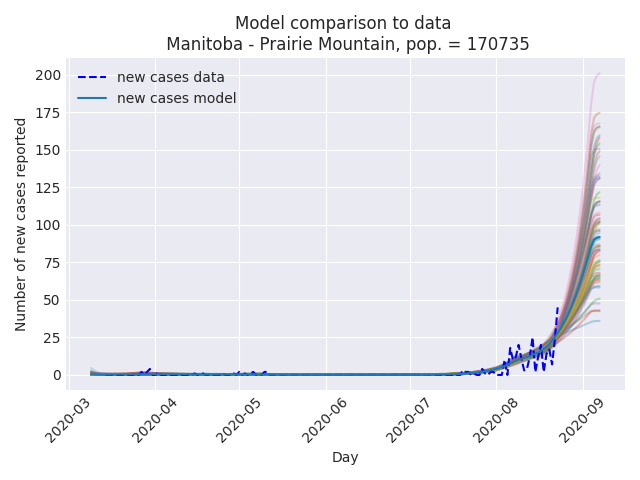 Model comparison to data
Manitoba - Prairie Mountain, pop. = 170735
new cases data
new cases model
Number of new cases reported
200
175
150
125
100
75
50
25
0
2020-03
2020-04
2020-05
2020-06
2020-07
2020-08
2020-09
Day